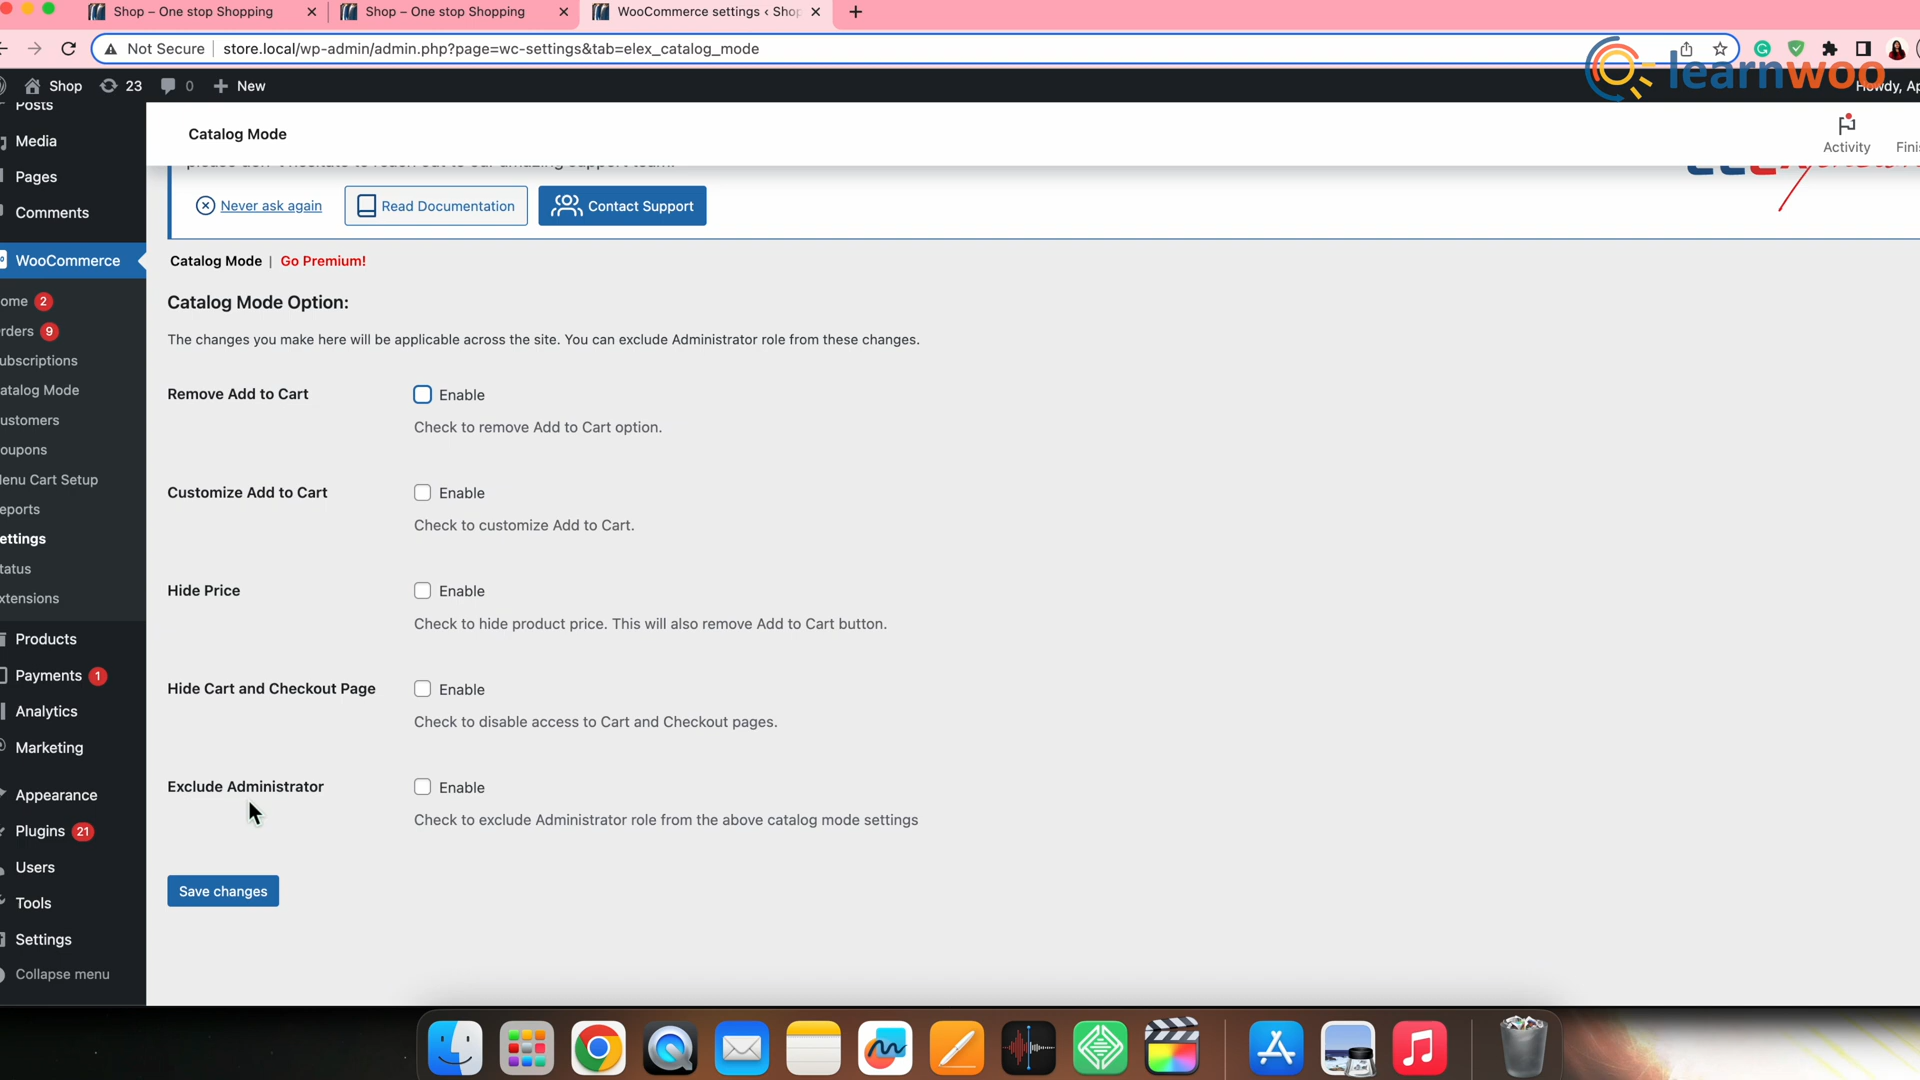 Shop – One stop Shopping
Shop – One stop Shopping
WooCommerce settings ‹ Shop
Not Secure
store.local/wp-admin/admin.php?page=wc-settings&tab=elex_catalog_mode
learnwoo
Shop
23
0
New
Howdy, Ap
Posts
Media
Pages
Comments
WooCommerce
ome 2
rders 9
ubscriptions
atalog Mode
ustomers
oupons
enu Cart Setup
eports
ettings
tatus
xtensions
Products
Payments 1
Analytics
Marketing
Appearance
Plugins 21
Users
Tools
Settings
Collapse menu
Catalog Mode
Activity
Fini
Never ask again
Read Documentation
Contact Support
Catalog Mode | Go Premium!
Catalog Mode Option:
The changes you make here will be applicable across the site. You can exclude Administrator role from these changes.
Remove Add to Cart
Enable
Check to remove Add to Cart option.
Customize Add to Cart
Enable
Check to customize Add to Cart.
Hide Price
Enable
Check to hide product price. This will also remove Add to Cart button.
Hide Cart and Checkout Page
Enable
Check to disable access to Cart and Checkout pages.
Exclude Administrator
Enable
Check to exclude Administrator role from the above catalog mode settings
Save changes